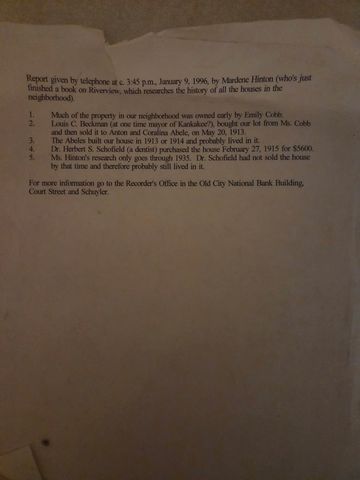 Report given by telephone at c. 3:45 p.m., January 9, 1996, by Mardene Hinton (who's just
finished a book on Riverview, which researches the history of all the houses in the
neighborhood).
1. Much of the property in our neighborhood was owned early by Emily Cobb.
2. Louis C. Beckman (at one time mayor of Kankakee?), bought our lot from Ms. Cobb
and then sold it to Anton and Coralina Abele, on May 20, 1913.
3. The Abeles built our house in 1913 or 1914 and probably lived in it.
4. Dr. Herbert S. Schofield (a dentist) purchased the house February 27, 1915 for $5600.
5. Ms. Hinton's research only goes through 1935. Dr. Schofield had not sold the house
by that time and therefore probably still lived in it.
For more information go to the Recorder's Office in the Old City National Bank Building,
Court Street and Schuyler.